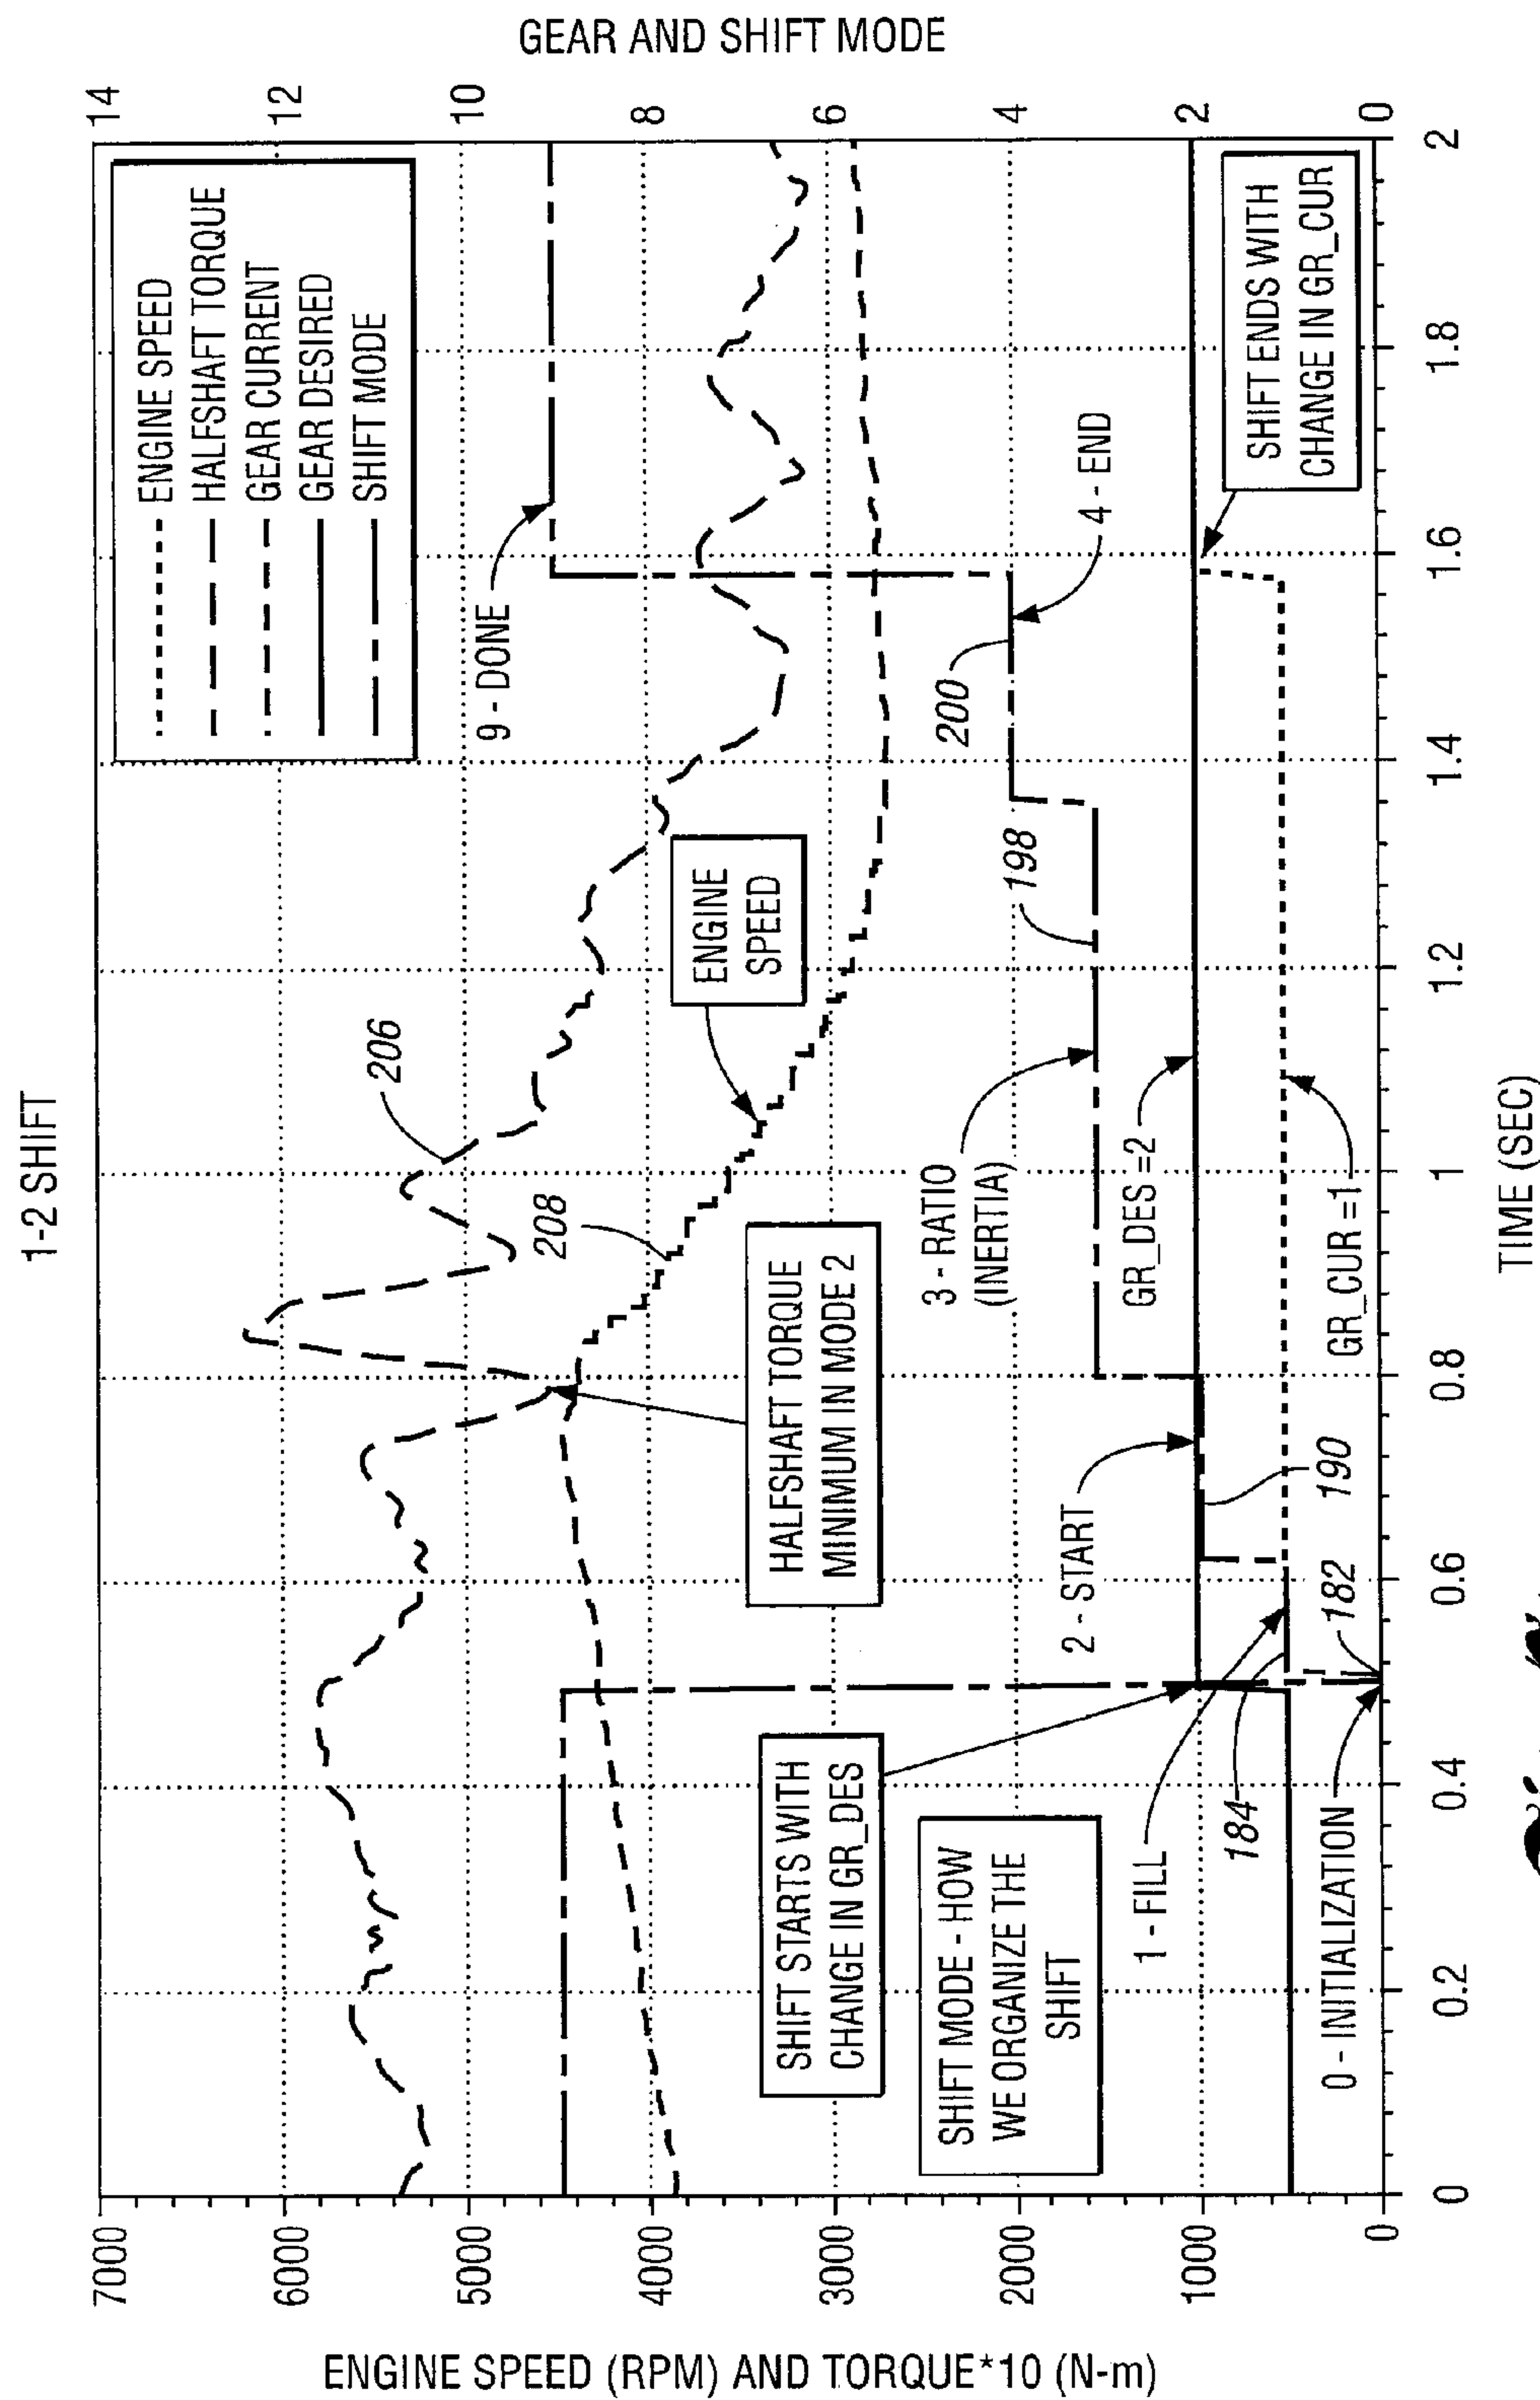 1-2 SHIFT
ENGINE SPEED (RPM) AND TORQUE*10 (N-m)
7000
6000
5000
4000
3000
2000
1000
0
GEAR AND SHIFT MODE
14
12
10
8
6
4
2
0
ENGINE SPEED
HALFSHAFT TORQUE
GEAR CURRENT
GEAR DESIRED
SHIFT MODE
206
208
9 - DONE
ENGINE
SPEED
HALFSHAFT TORQUE
MINIMUM IN MODE 2
SHIFT STARTS WITH
CHANGE IN GR_DES
SHIFT MODE - HOW
WE ORGANIZE THE
SHIFT
3 - RATIO
(INERTIA)
198
200
4 - END
2 - START
GR_DES =2
1 - FILL
184
190
GR_CUR =1
SHIFT ENDS WITH
CHANGE IN GR_CUR
0 - INITIALIZATION
182
0
0.2
0.4
0.6
0.8
1
1.2
1.4
1.6
1.8
2
TIME (SEC)